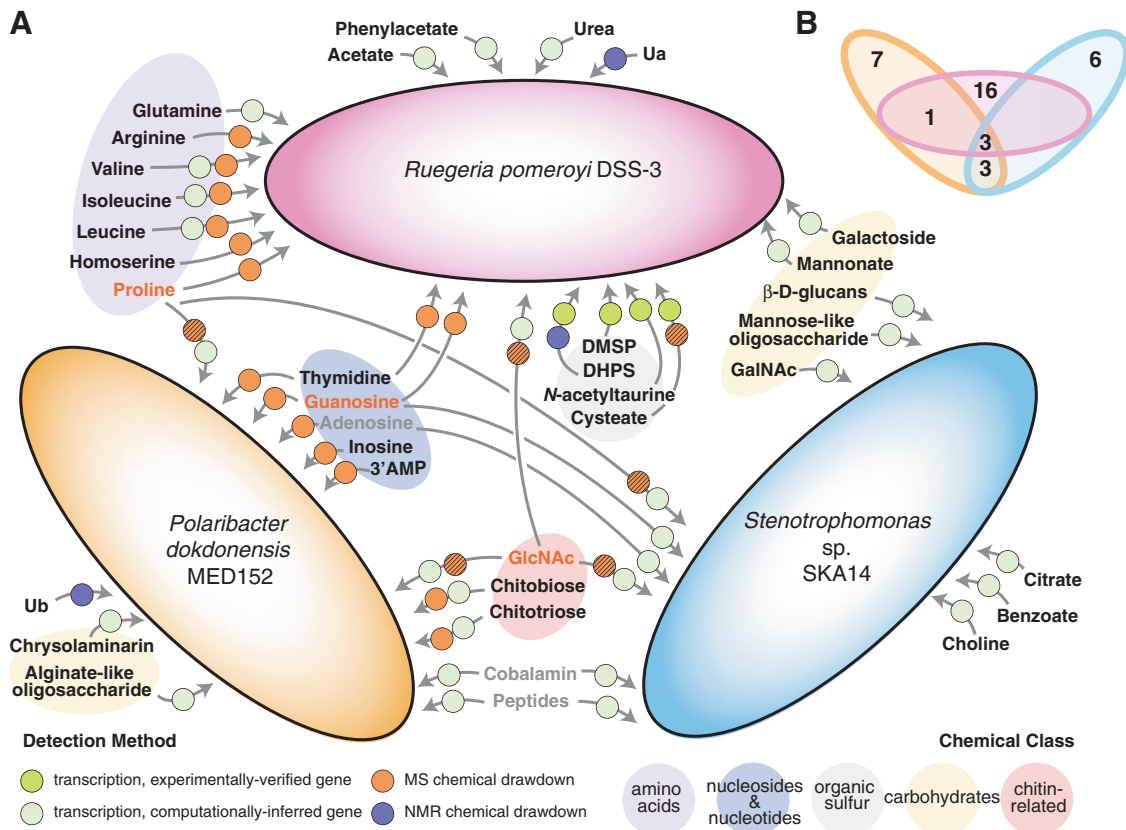 A
B
Phenylacetate
Urea
Acetate
Ua
7
6
16
1
3
3
Glutamine
Arginine
Valine
Isoleucine
Leucine
Homoserine
Proline
Ruegeria pomeroyi DSS-3
Galactoside
Mannonate
β-D-glucans
Mannose-like
oligosaccharide
GalNAc
DMSP
DHPS
N-acetyltaurine
Cysteate
Thymidine
Guanosine
Adenosine
Inosine
3’AMP
Polaribacter
dokdonensis
MED152
Stenotrophomonas
sp.
SKA14
GlcNAc
Chitobiose
Chitotriose
Citrate
Benzoate
Choline
Ub
Chrysolaminarin
Alginate-like
oligosaccharide
Cobalamin
Peptides
Detection Method
transcription, experimentally-verified gene
MS chemical drawdown
transcription, computationally-inferred gene
NMR chemical drawdown
Chemical Class
amino
acids
nucleosides
&
nucleotides
organic
sulfur
carbohydrates
chitin-
related